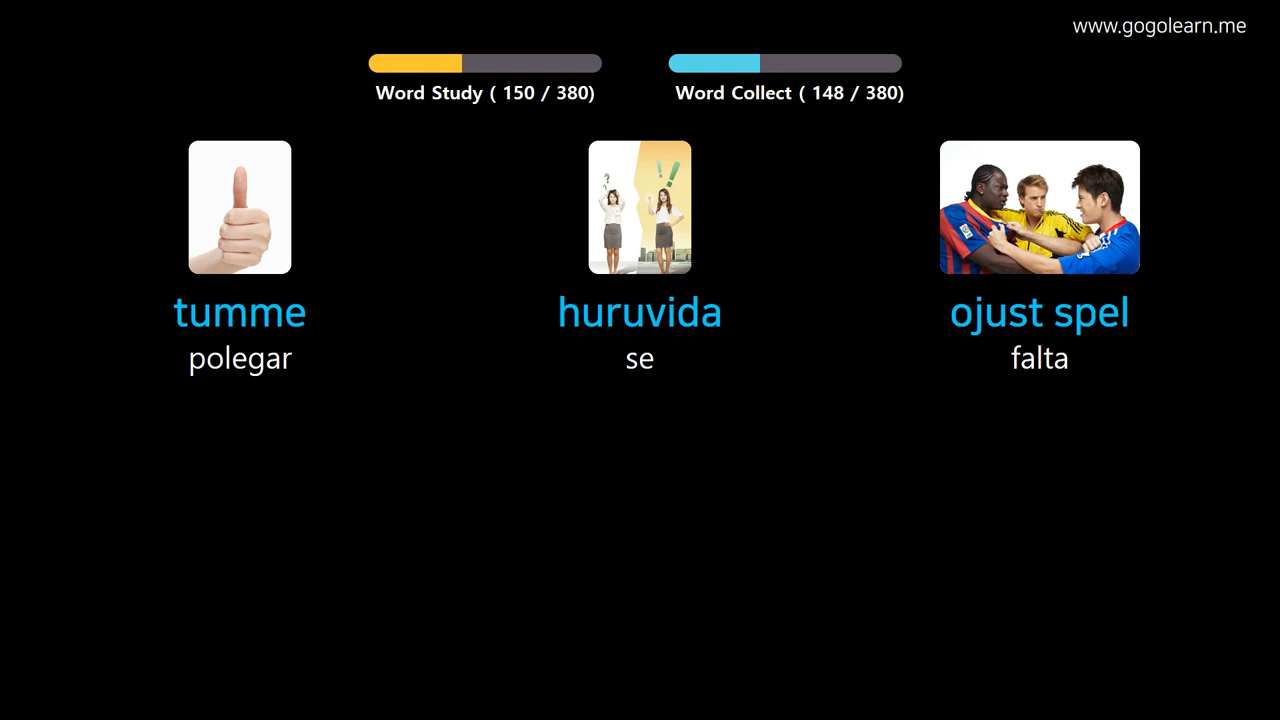 www.gogolearn.me
Word Study ( 150 / 380)
Word Collect ( 148 / 380)
tumme
huruvida
ojust spel
polegar
se
falta